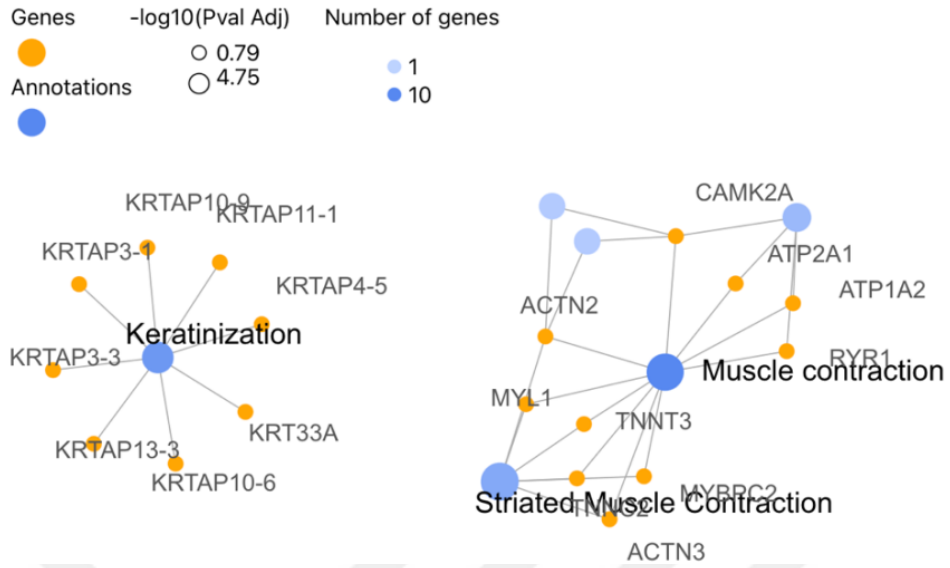 Genes
-log10(Pval Adj)
Number of genes
0.79
4.75
1
10
Annotations
KRTAP10-9
KRTAP11-1
KRTAP3-1
KRTAP4-5
Keratinization
KRTAP3-3
KRT33A
KRTAP13-3
KRTAP10-6
CAMK2A
ATP2A1
ATP1A2
ACTN2
RYR1
Muscle contraction
MYL1
TNNT3
MYBPC2
Striated Muscle Contraction
TNNC2
ACTN3